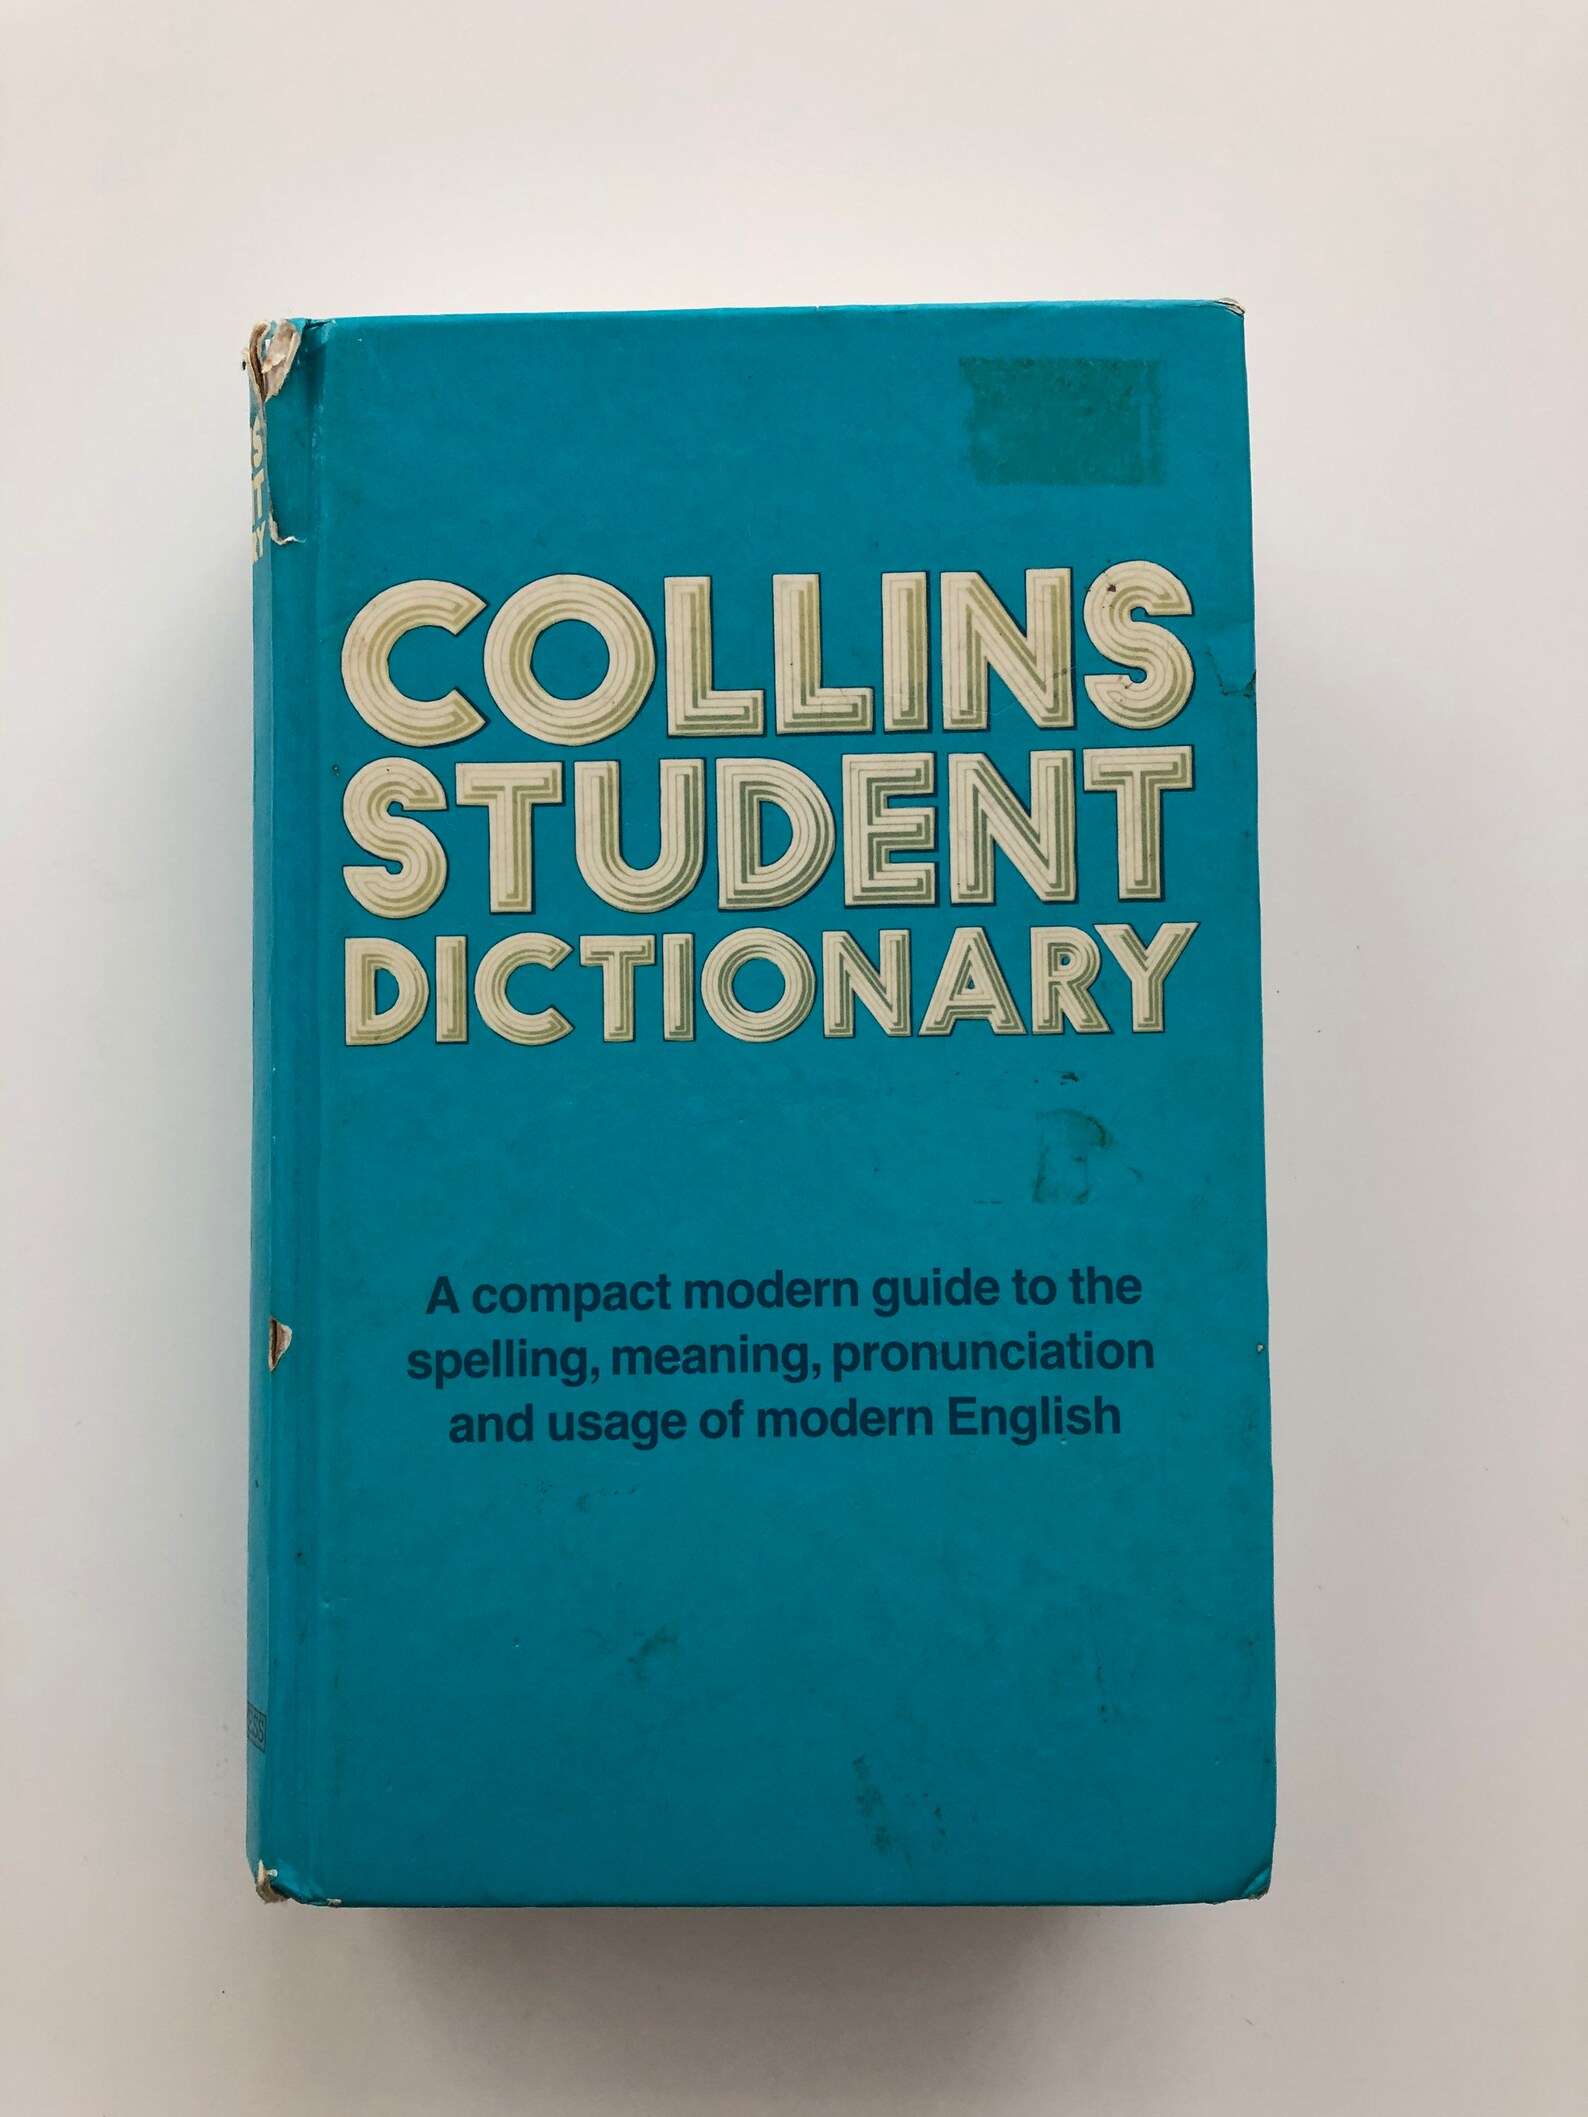 COLLINS
STUDENT
DICTIONARY
A compact modern guide to the
spelling, meaning, pronunciation
and usage of modern English